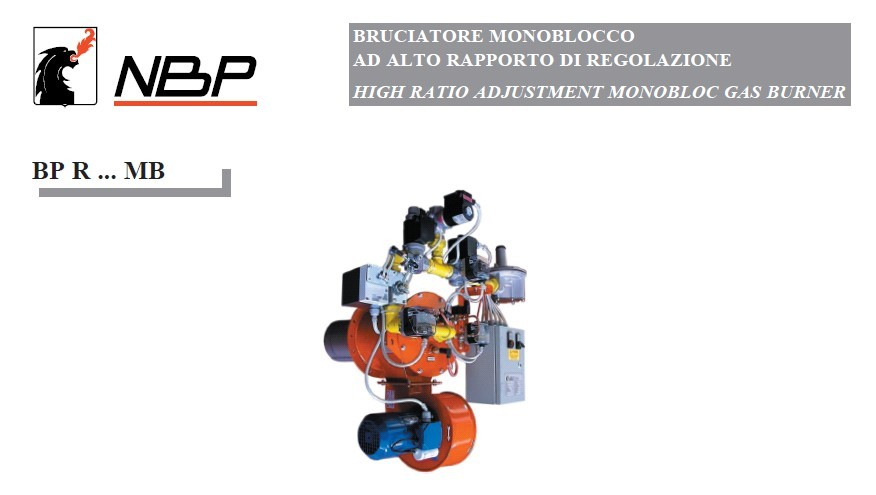 NBP
BRUCIATORE MONOBLOCCO
AD ALTO RAPPORTO DI REGOLAZIONE
HIGH RATIO ADJUSTMENT MONOBLOC GAS BURNER
BP R ... MB